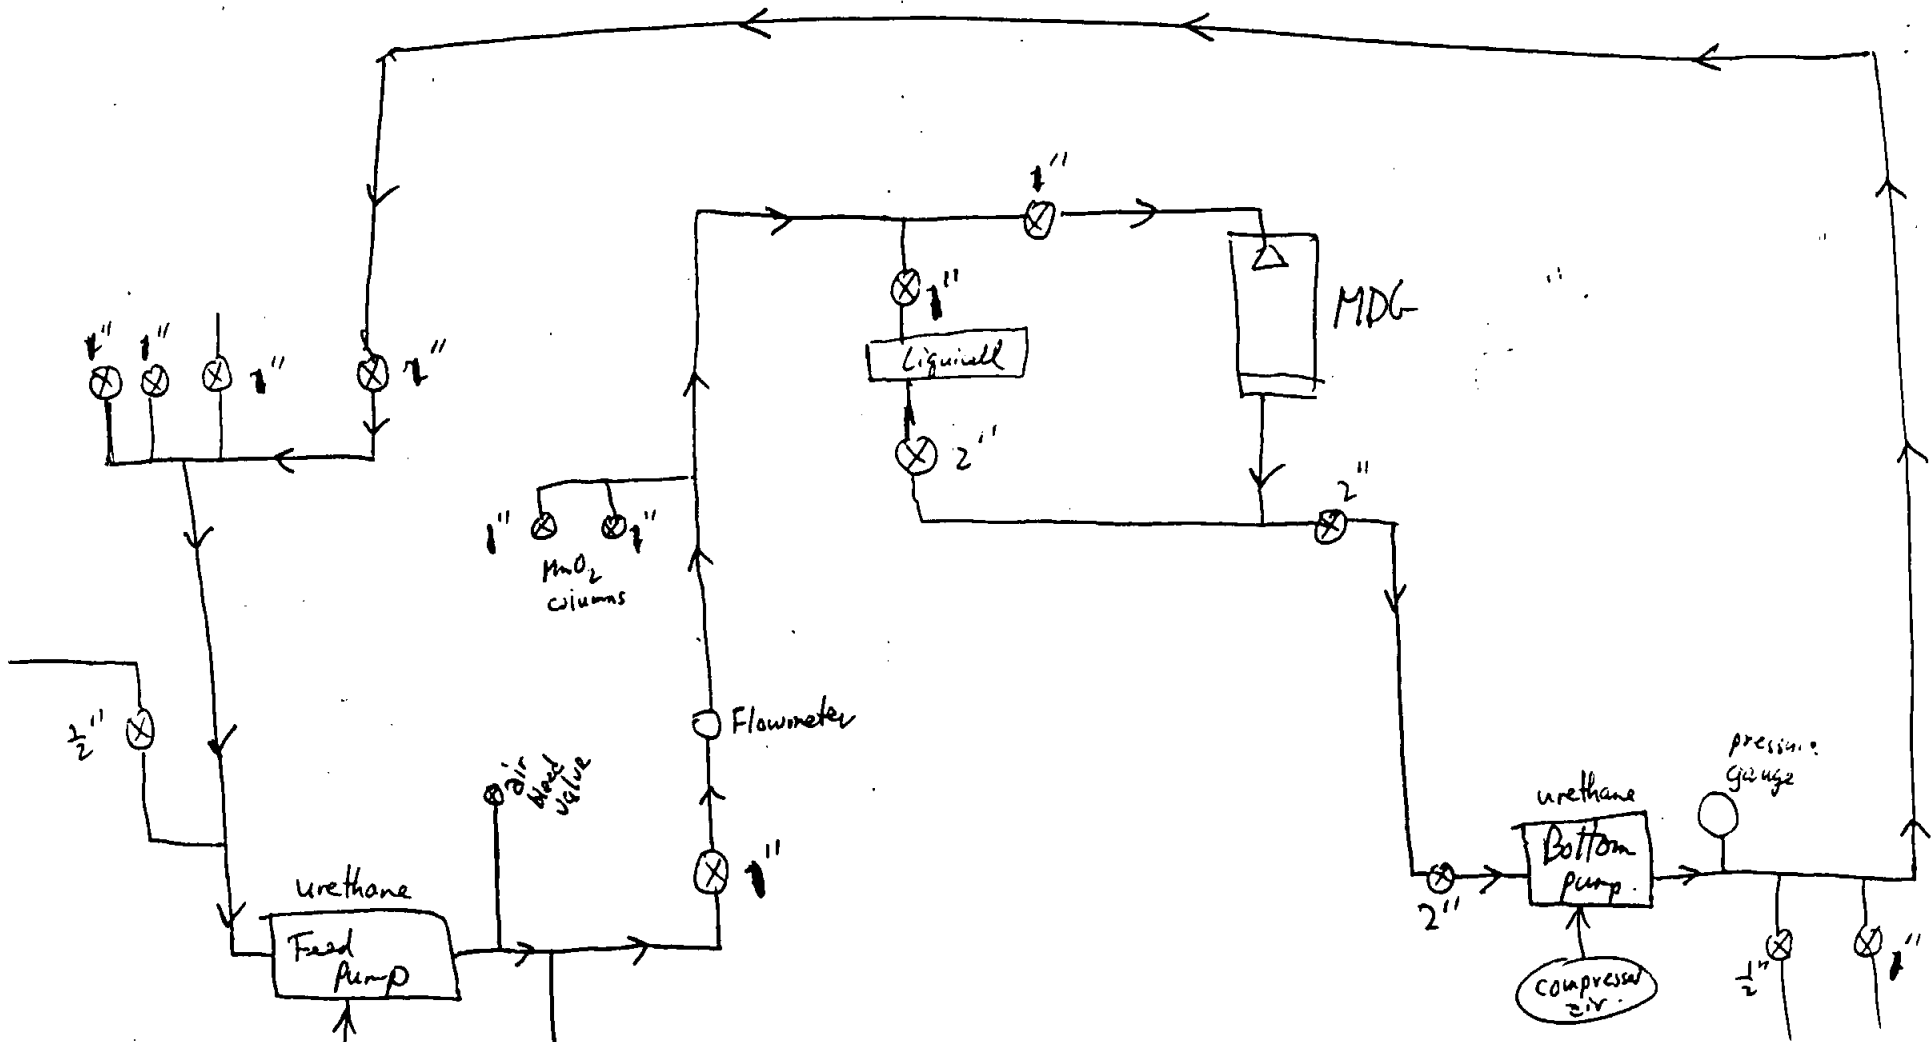 1"
1"
1"
1"
1"
1"
Liquicell
2"
MDG
2"
1"
1"
MnO2
columns
1/2"
air
bleed
valve
Flowmeter
1"
urethane
Feed
Pump
2"
urethane
Bottom
pump.
pressure
gauge
compressed
air.
1/2"
1"